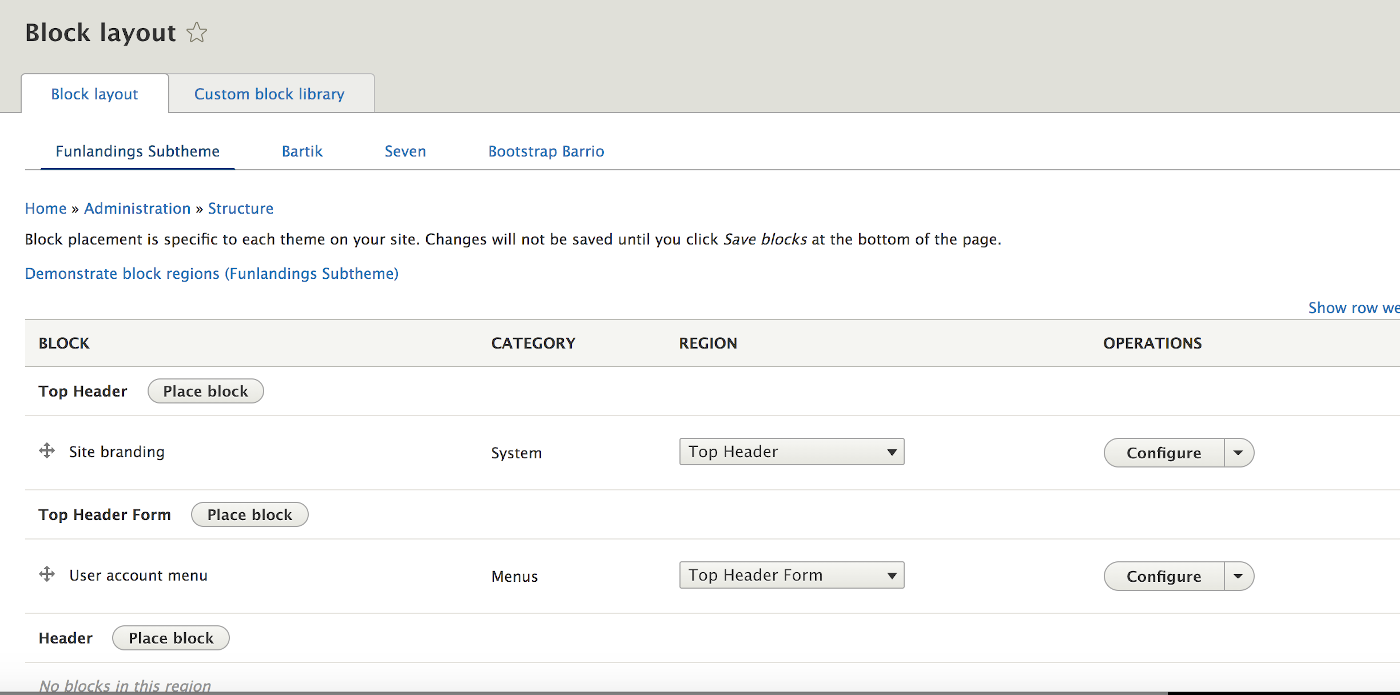 Block layout
Block layout Custom block library
Funlandings Subtheme Bartik Seven Bootstrap Barrio
Home » Administration » Structure
Block placement is specific to each theme on your site. Changes will not be saved until you click Save blocks at the bottom of the page.
Demonstrate block regions (Funlandings Subtheme)
Show row we
BLOCK CATEGORY REGION OPERATIONS
Top Header Place block
Site branding System Top Header Configure
Top Header Form Place block
User account menu Menus Top Header Form Configure
Header Place block
No blocks in this region